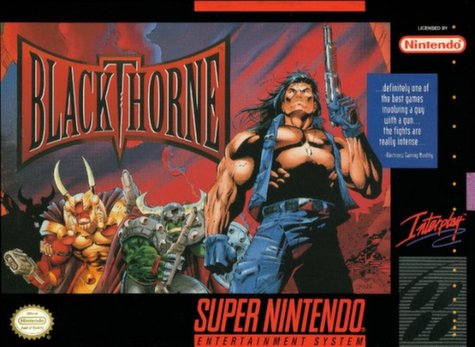 LICENSED BY
Nintendo
BLACKTHORNE
...definitely one of
the best games
involving a guy
with a gun...
the fights are
really intense...
-Electronic Gaming Monthly
Interplay
Nintendo
SUPER NINTENDO
ENTERTAINMENT SYSTEM